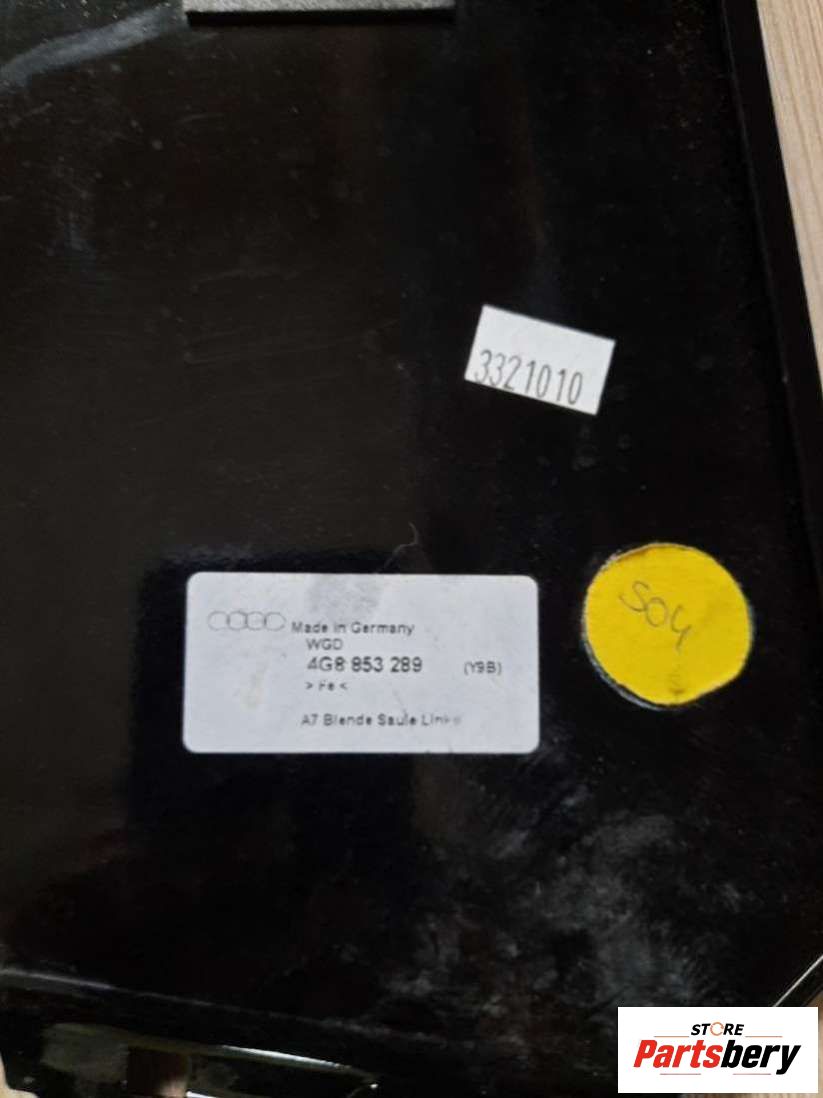 3321010
S04
Made in Germany
WGD
4G8 853 289 (Y9B)
> Fe <
A7 Blende Saule Links
STORE
Partsbery